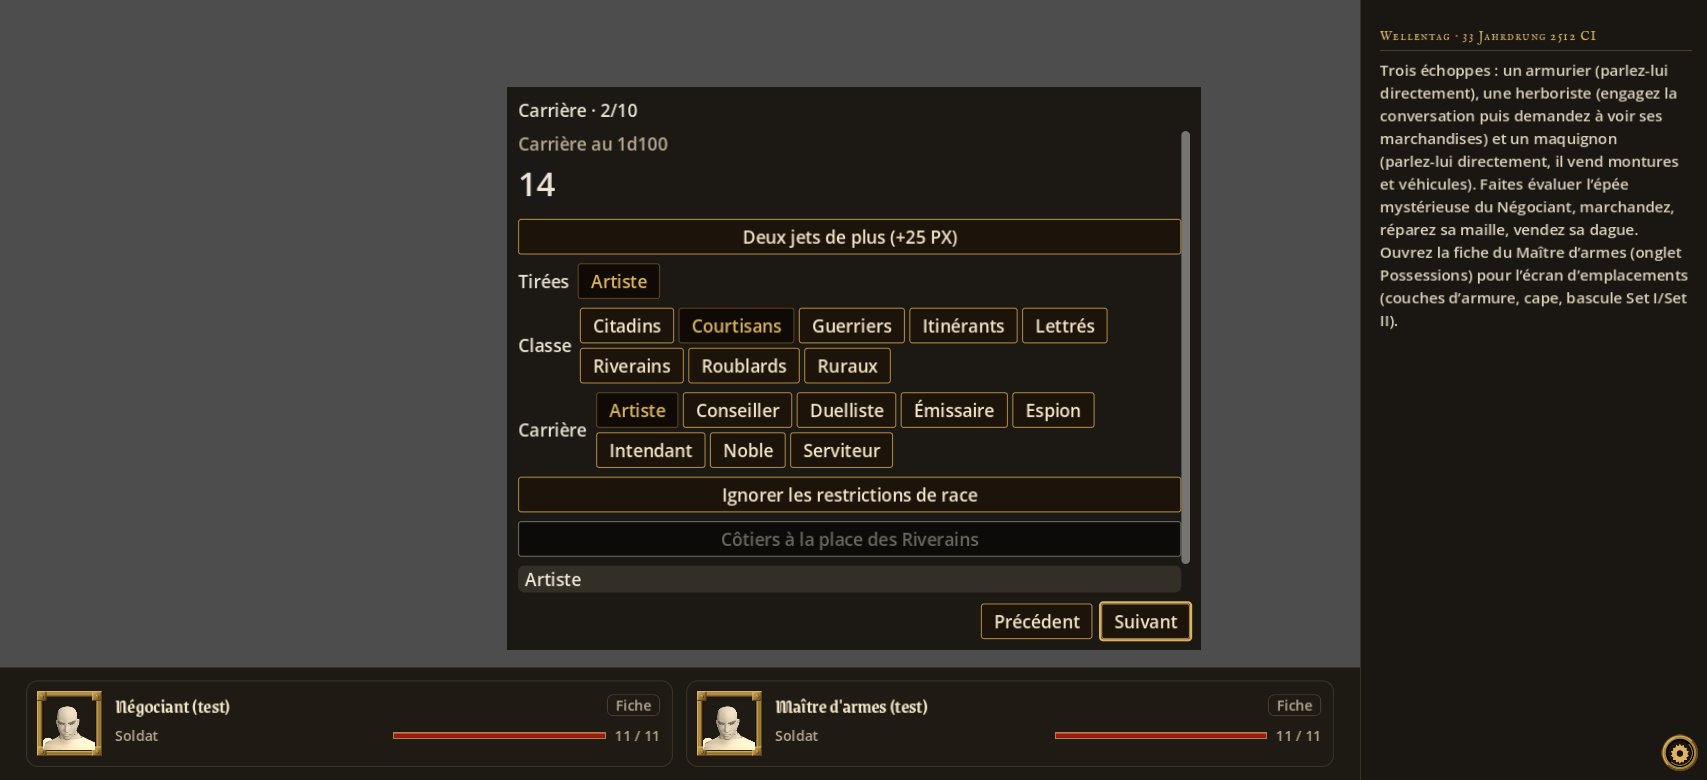 Carrière · 2/10
Carrière au 1d100
14
Deux jets de plus (+25 PX)
Tirées Artiste
Classe
Citadins Courtisans Guerriers Itinérants Lettrés
Riverains Roublards Ruraux
Carrière
Artiste Conseiller Duelliste Émissaire Espion
Intendant Noble Serviteur
Ignorer les restrictions de race
Côtiers à la place des Riverains
Artiste
Précédent Suivant
Négociant (test) Fiche
Soldat 11 / 11
Maître d'armes (test) Fiche
Soldat 11 / 11
Wellentag · 33 Jahrdrung 2512 CI
Trois échoppes : un armurier (parlez-lui
directement), une herboriste (engagez la
conversation puis demandez à voir ses
marchandises) et un maquignon
(parlez-lui directement, il vend montures
et véhicules). Faites évaluer l’épée
mystérieuse du Négociant, marchandez,
réparez sa maille, vendez sa dague.
Ouvrez la fiche du Maître d’armes (onglet
Possessions) pour l’écran d’emplacements
(couches d’armure, cape, bascule Set I/Set
II).